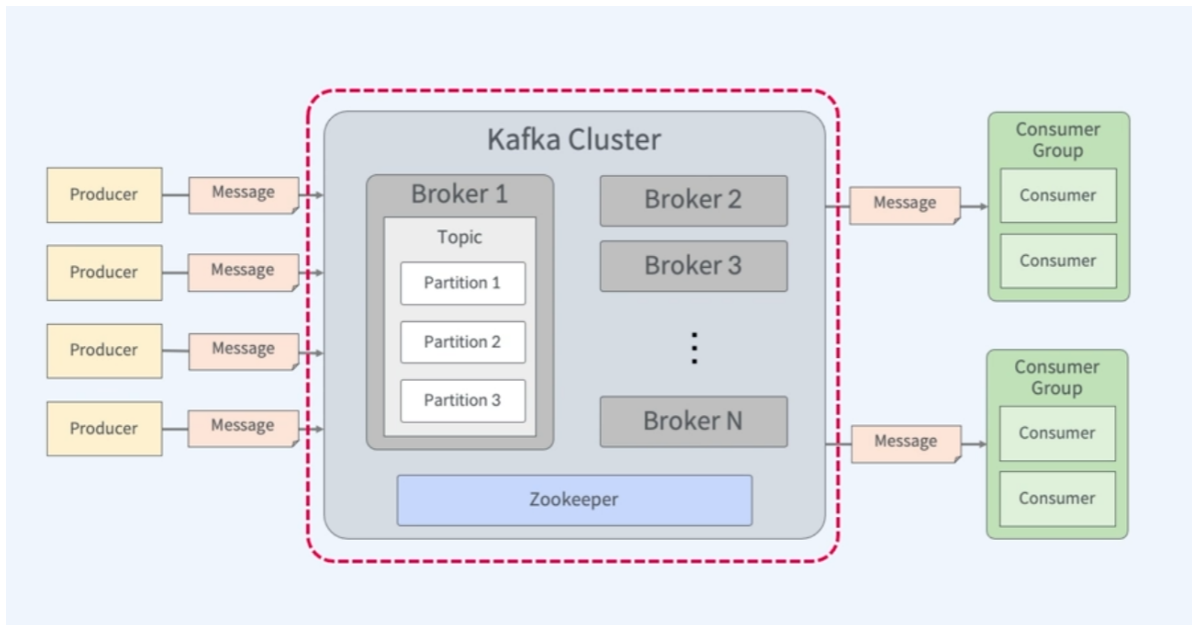 Kafka Cluster
Producer
Message
Producer
Message
Producer
Message
Producer
Message
Broker 1
Topic
Partition 1
Partition 2
Partition 3
Broker 2
Broker 3
Broker N
Zookeeper
Message
Consumer
Group
Consumer
Consumer
Message
Consumer
Group
Consumer
Consumer